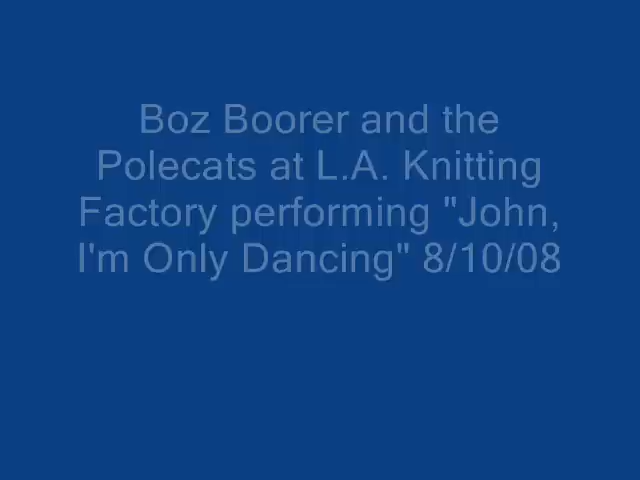 Boz Boorer and the
Polecats at L.A. Knitting
Factory performing "John,
I'm Only Dancing" 8/10/08